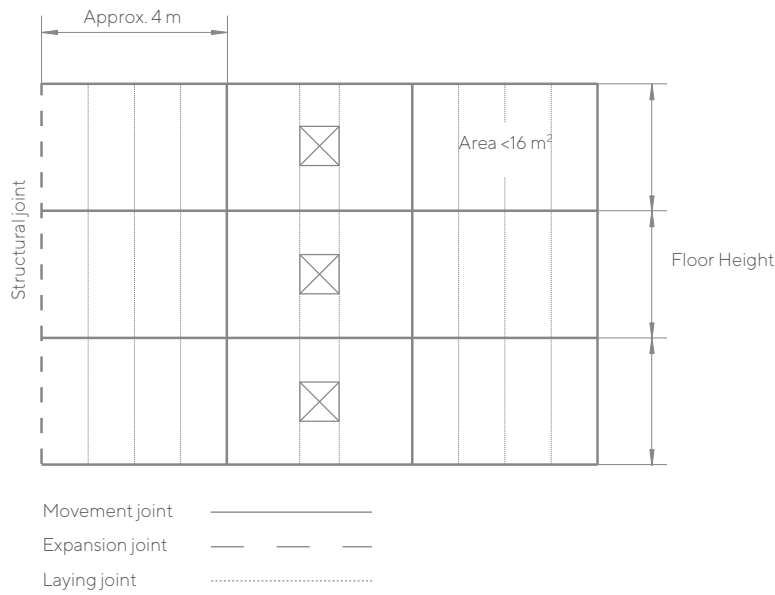 Approx. 4 m
Area <16 m²
Structural joint
Floor Height
Movement joint
Expansion joint
Laying joint